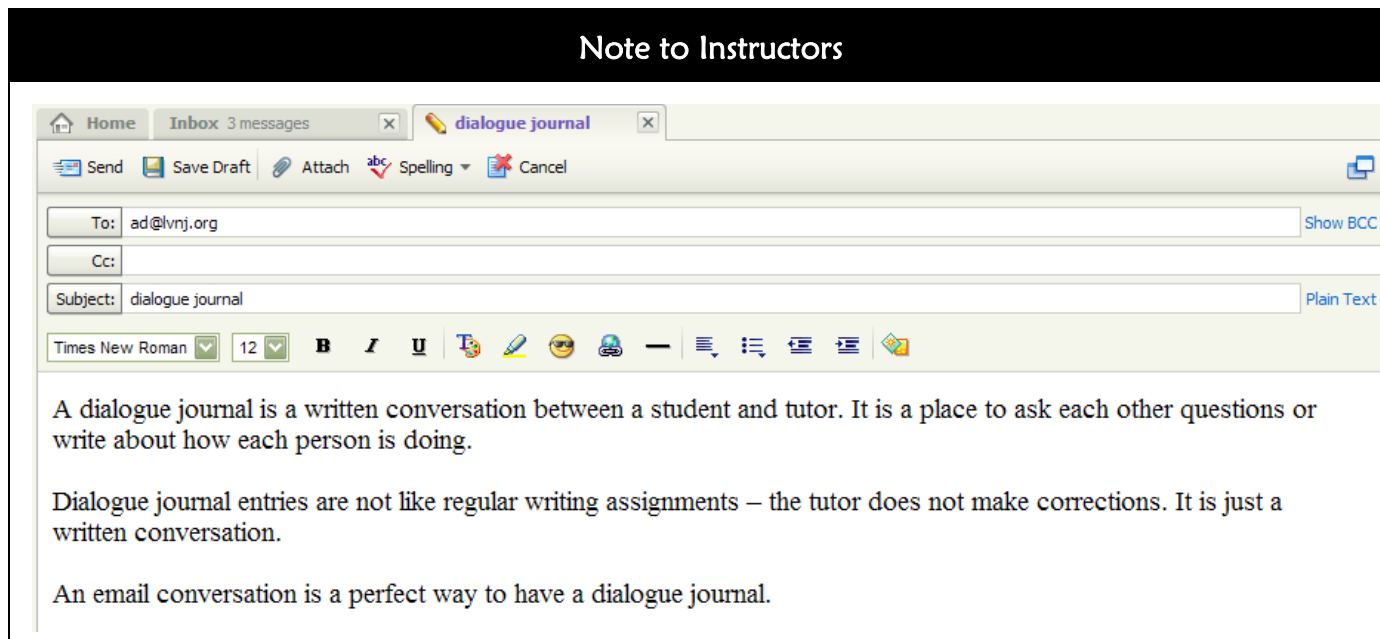 Note to Instructors
Home Inbox 3 messages dialogue journal
Send Save Draft Attach abc Spelling Cancel
To: ad@lvnj.org Show BCC
Cc:
Subject: dialogue journal Plain Text
Times New Roman 12 B I U T
A dialogue journal is a written conversation between a student and tutor. It is a place to ask each other questions or
write about how each person is doing.
Dialogue journal entries are not like regular writing assignments – the tutor does not make corrections. It is just a
written conversation.
An email conversation is a perfect way to have a dialogue journal.